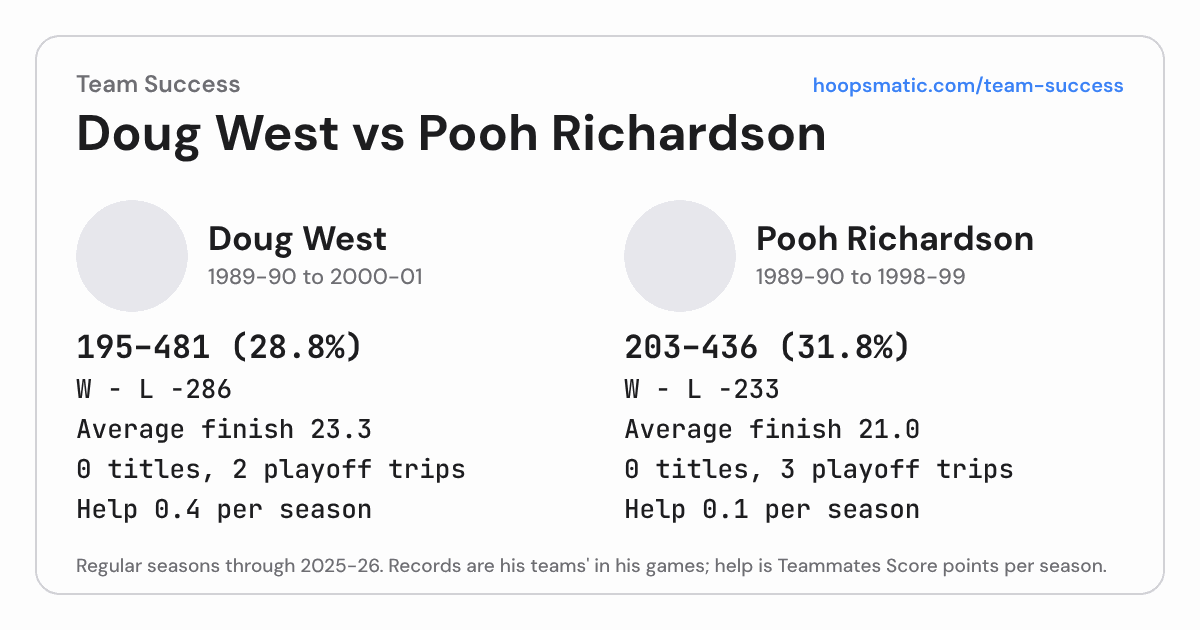 Team Success
hoopsmatic.com/team-success
Doug West vs Pooh Richardson
Doug West
1989-90 to 2000-01
195-481 (28.8%)
W - L -286
Average finish 23.3
0 titles, 2 playoff trips
Help 0.4 per season
Pooh Richardson
1989-90 to 1998-99
203-436 (31.8%)
W - L -233
Average finish 21.0
0 titles, 3 playoff trips
Help 0.1 per season
Regular seasons through 2025-26. Records are his teams' in his games; help is Teammates Score points per season.